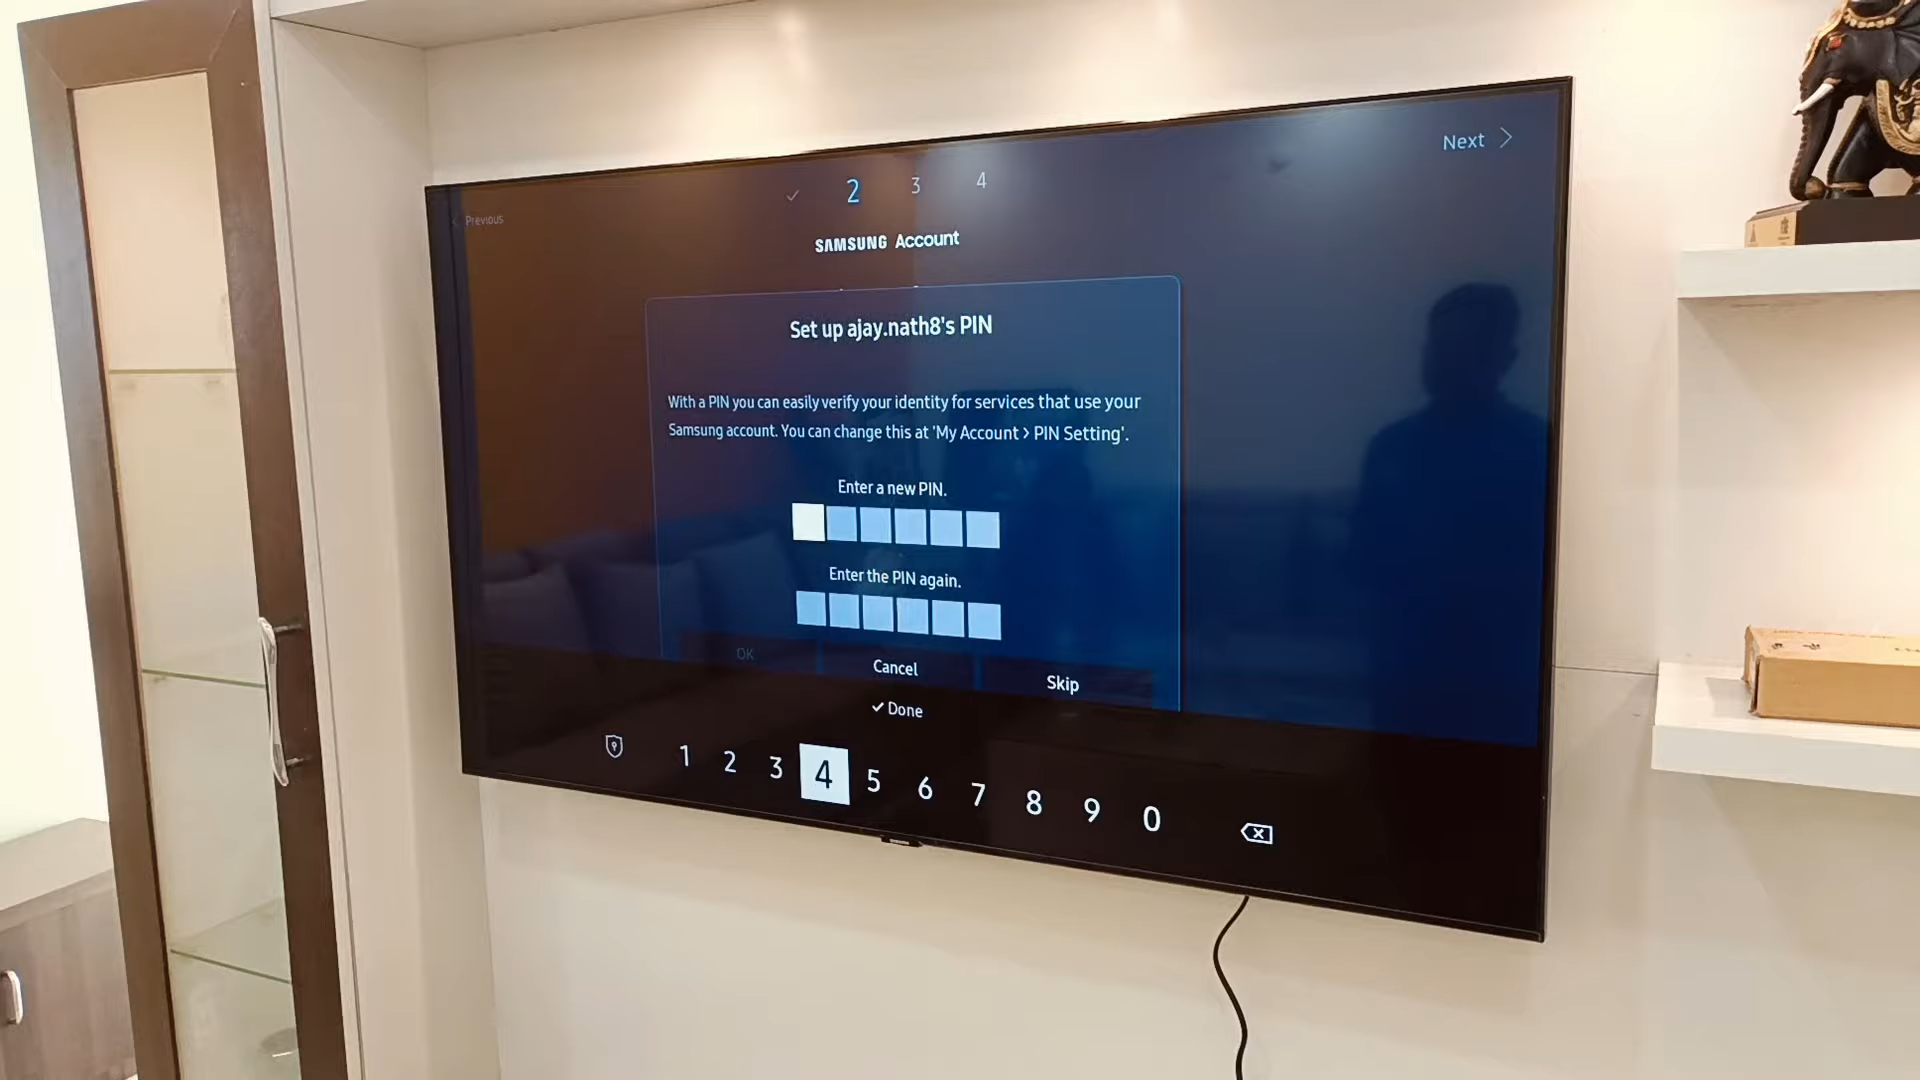 Next >
✓ 2 3 4
< Previous
SAMSUNG Account
Set up ajay.nath8's PIN
With a PIN you can easily verify your identity for services that use your
Samsung account. You can change this at 'My Account > PIN Setting'.
Enter a new PIN.
Enter the PIN again.
OK
Cancel
Skip
✓ Done
1 2 3 4 5 6 7 8 9 0